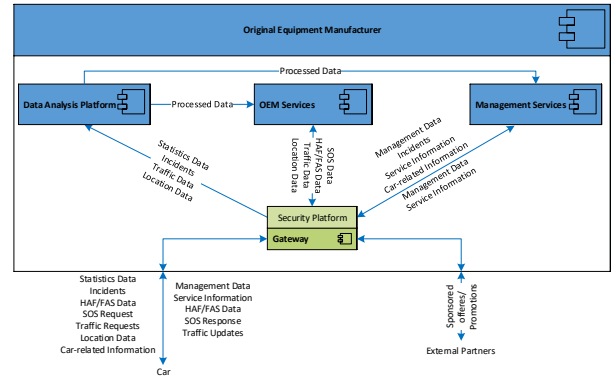 Original Equipment Manufacturer
Processed Data
Data Analysis Platform
Processed Data
OEM Services
Management Services
Statistics Data
Incidents
Traffic Data
Location Data
SOS Data
HAF/FAS Data
Traffic Data
Location Data
Management Data
Incidents
Service Information
Car-related Information
Management Data
Service Information
Security Platform
Gateway
Statistics Data
Incidents
HAF/FAS Data
SOS Request
Traffic Requests
Location Data
Car-related Information
Management Data
Service Information
HAF/FAS Data
SOS Response
Traffic Updates
Sponsored
offeres/
Promotions
Car
External Partners